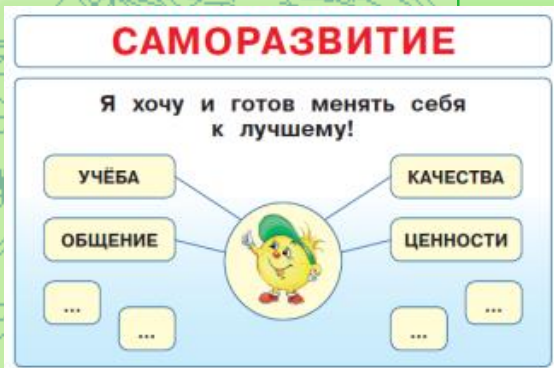 САМОРАЗВИТИЕ
Я хочу и готов менять себя
к лучшему!
УЧЁБА
КАЧЕСТВА
ОБЩЕНИЕ
ЦЕННОСТИ
...
...
...
...